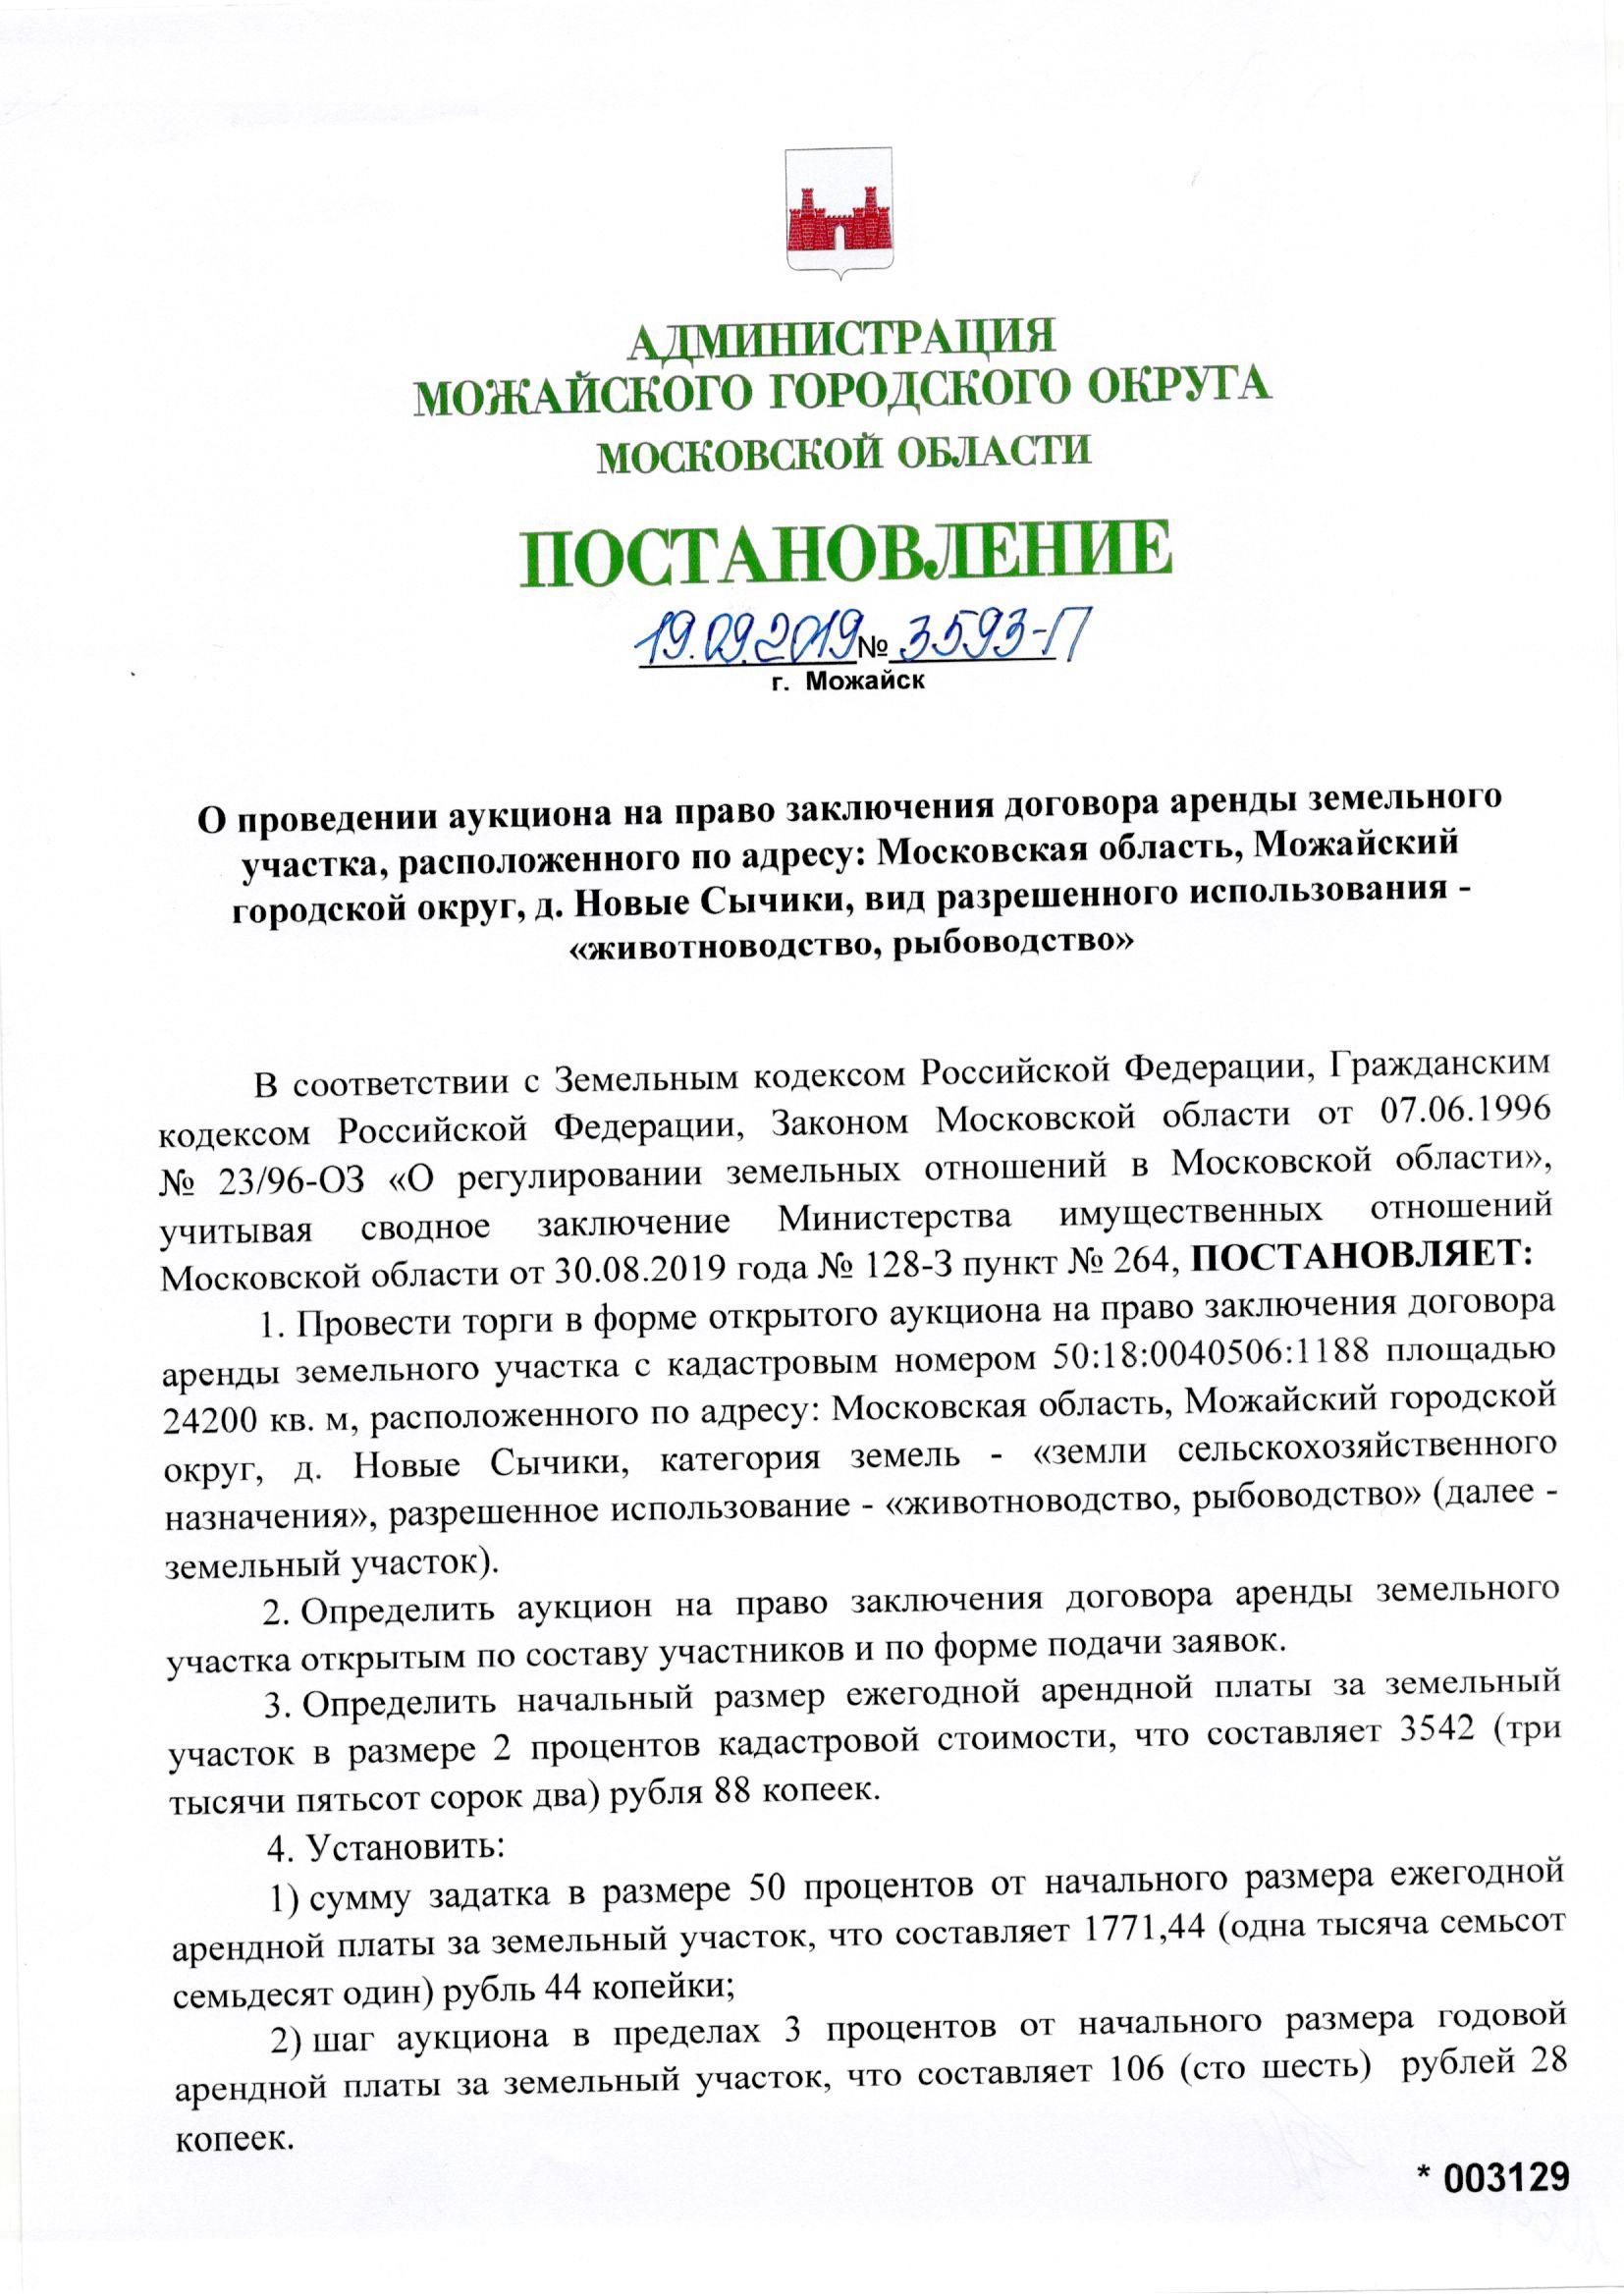 АДМИНИСТРАЦИЯ
МОЖАЙСКОГО ГОРОДСКОГО ОКРУГА
МОСКОВСКОЙ ОБЛАСТИ
ПОСТАНОВЛЕНИЕ
19.09.2019 № 3593-П
г. Можайск
О проведении аукциона на право заключения договора аренды земельного
участка, расположенного по адресу: Московская область, Можайский
городской округ, д. Новые Сычики, вид разрешенного использования -
«животноводство, рыбоводство»
В соответствии с Земельным кодексом Российской Федерации, Гражданским
кодексом Российской Федерации, Законом Московской области от 07.06.1996
№ 23/96-ОЗ «О регулировании земельных отношений в Московской области»,
учитывая сводное заключение Министерства имущественных отношений
Московской области от 30.08.2019 года № 128-З пункт № 264, ПОСТАНОВЛЯЕТ:
1. Провести торги в форме открытого аукциона на право заключения договора
аренды земельного участка с кадастровым номером 50:18:0040506:1188 площадью
24200 кв. м, расположенного по адресу: Московская область, Можайский городской
округ, д. Новые Сычики, категория земель - «земли сельскохозяйственного
назначения», разрешенное использование - «животноводство, рыбоводство» (далее -
земельный участок).
2. Определить аукцион на право заключения договора аренды земельного
участка открытым по составу участников и по форме подачи заявок.
3. Определить начальный размер ежегодной арендной платы за земельный
участок в размере 2 процентов кадастровой стоимости, что составляет 3542 (три
тысячи пятьсот сорок два) рубля 88 копеек.
4. Установить:
1) сумму задатка в размере 50 процентов от начального размера ежегодной
арендной платы за земельный участок, что составляет 1771,44 (одна тысяча семьсот
семьдесят один) рубль 44 копейки;
2) шаг аукциона в пределах 3 процентов от начального размера годовой
арендной платы за земельный участок, что составляет 106 (сто шесть) рублей 28
копеек.
* 003129